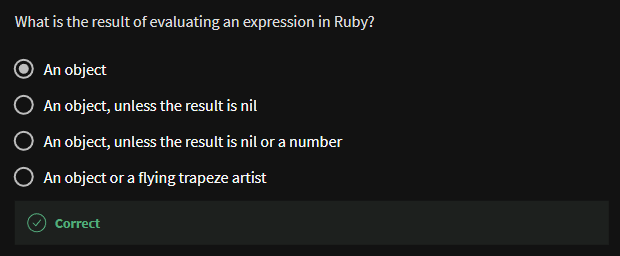 What is the result of evaluating an expression in Ruby?
An object
An object, unless the result is nil
An object, unless the result is nil or a number
An object or a flying trapeze artist
Correct